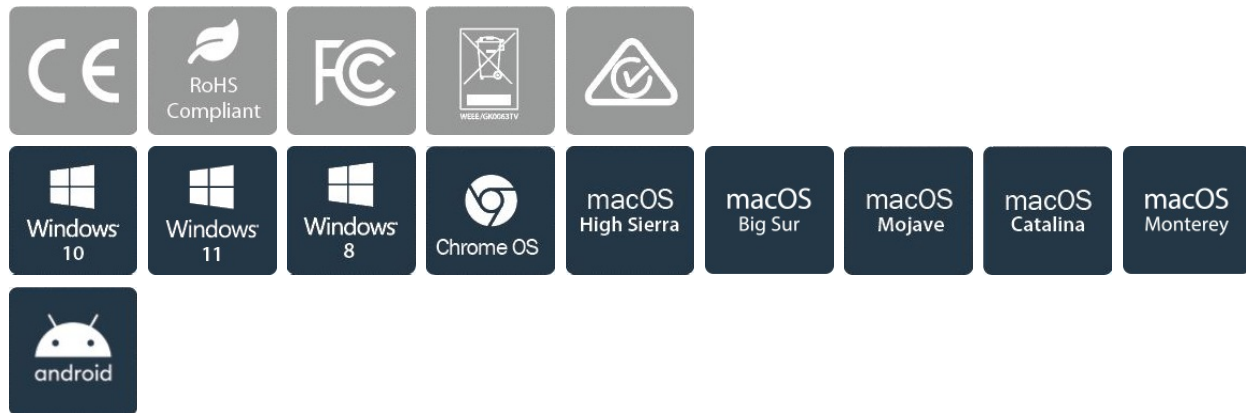 CE
RoHS
Compliant
FC
WEEE/GK0083TV
Windows
10
Windows
11
Windows
8
Chrome OS
macOS
High Sierra
macOS
Big Sur
macOS
Mojave
macOS
Catalina
macOS
Monterey
android